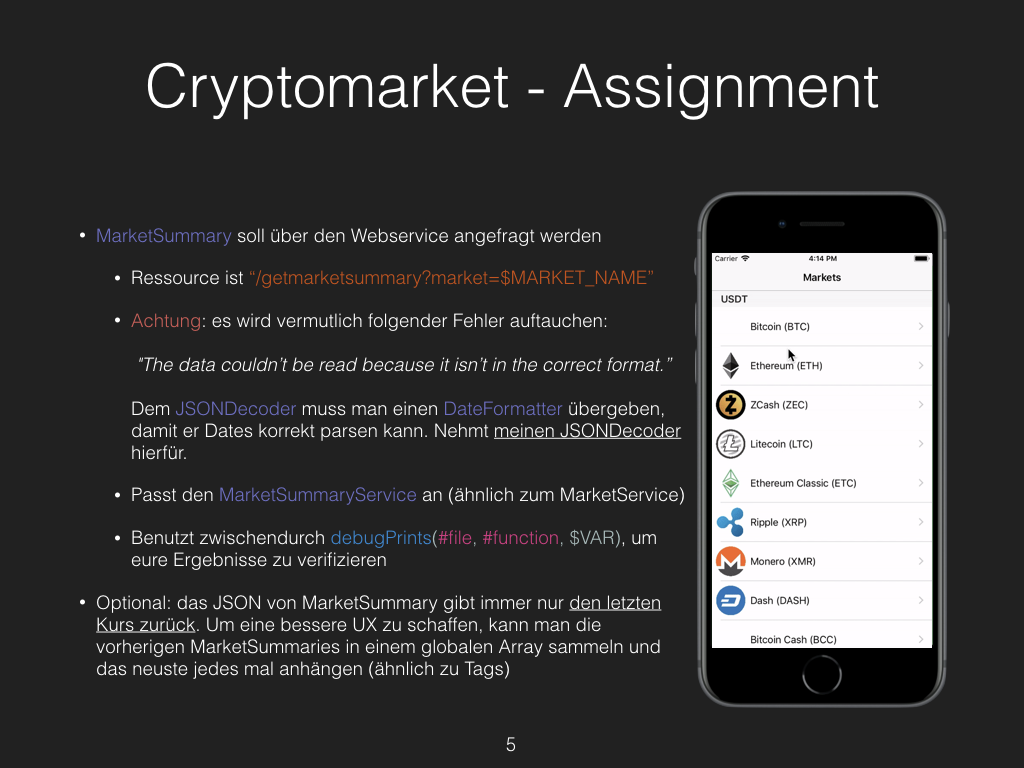 Cryptomarket - Assignment
• MarketSummary soll über den Webservice angefragt werden
• Ressource ist “/getmarketsummary?market=$MARKET_NAME”
• Achtung: es wird vermutlich folgender Fehler auftauchen:
"The data couldn’t be read because it isn’t in the correct format.”
Dem JSONDecoder muss man einen DateFormatter übergeben,
damit er Dates korrekt parsen kann. Nehmt meinen JSONDecoder
hierfür.
• Passt den MarketSummaryService an (ähnlich zum MarketService)
• Benutzt zwischendurch debugPrints(#file, #function, $VAR), um
eure Ergebnisse zu verifizieren
• Optional: das JSON von MarketSummary gibt immer nur den letzten
Kurs zurück. Um eine bessere UX zu schaffen, kann man die
vorherigen MarketSummaries in einem globalen Array sammeln und
das neuste jedes mal anhängen (ähnlich zu Tags)
Carrier 4:14 PM
Markets
USDT
Bitcoin (BTC)
Ethereum (ETH)
ZCash (ZEC)
Litecoin (LTC)
Ethereum Classic (ETC)
Ripple (XRP)
Monero (XMR)
Dash (DASH)
Bitcoin Cash (BCC)
5